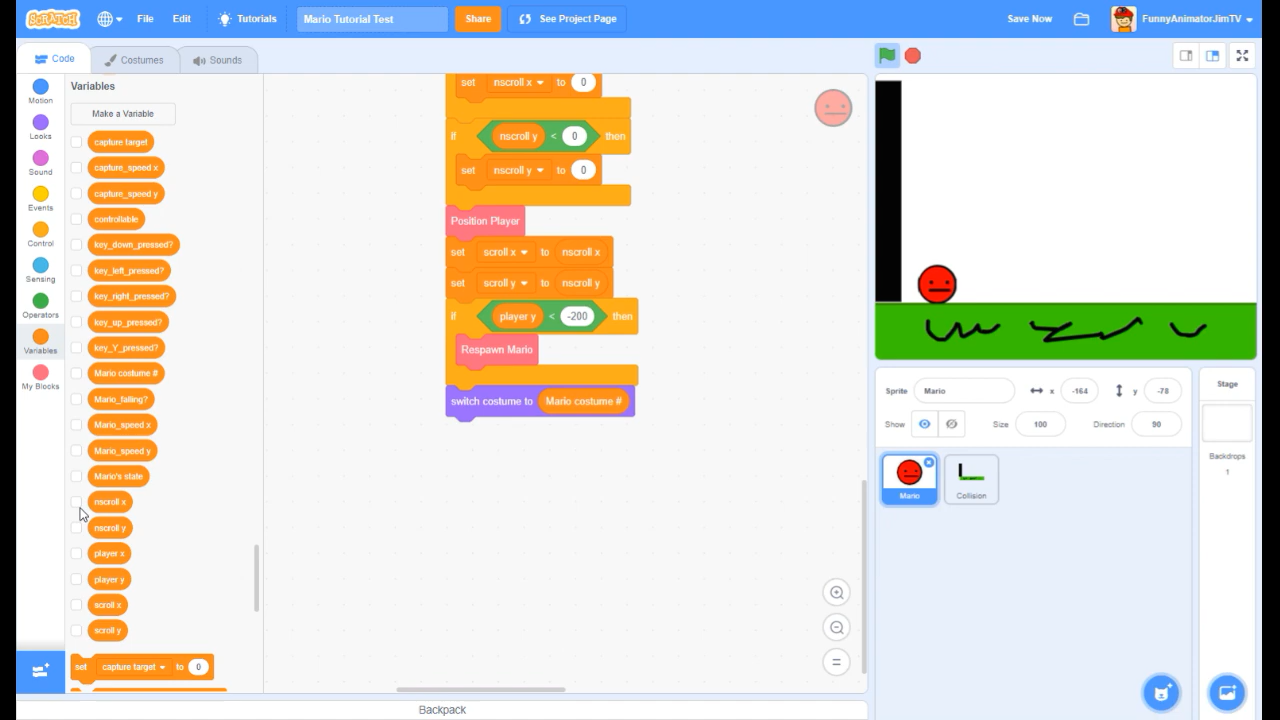 SCRATCH File Edit Tutorials Mario Tutorial Test Share See Project Page Save Now FunnyAnimatorJimTV
Code Costumes Sounds
Motion
Looks
Sound
Events
Control
Sensing
Operators
Variables
My Blocks
Variables
Make a Variable
capture target
capture_speed x
capture_speed y
controllable
key_down_pressed?
key_left_pressed?
key_right_pressed?
key_up_pressed?
key_Y_pressed?
Mario costume #
Mario_falling?
Mario_speed x
Mario_speed y
Mario's state
nscroll x
nscroll y
player x
player y
scroll x
scroll y
set capture target to 0
set nscroll x to 0
if nscroll y < 0 then
set nscroll y to 0
Position Player
set scroll x to nscroll x
set scroll y to nscroll y
if player y < -200 then
Respawn Mario
switch costume to Mario costume #
Sprite Mario x -164 y -78
Show Size 100 Direction 90
Mario
Collision
Stage
Backdrops
1
Backpack